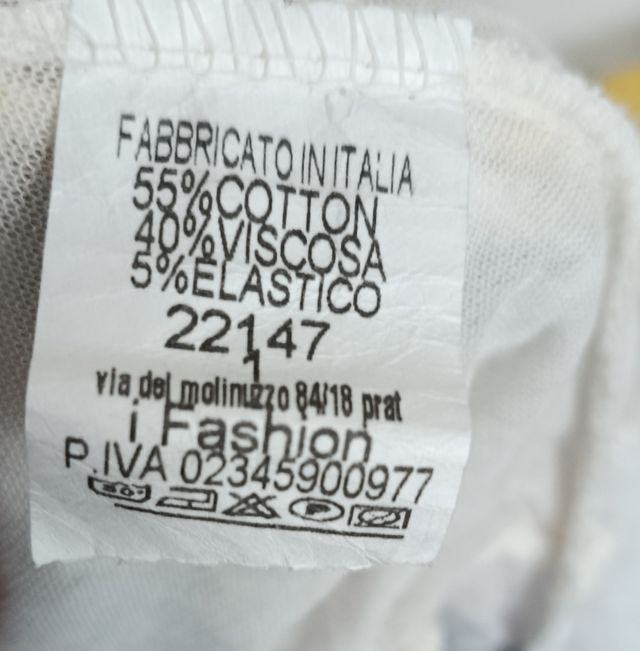 FABBRICATO IN ITALIA
55%COTTON
40%VISCOSA
5%ELASTICO
22147
1
via del molinuzzo 84/18 prat
i Fashion
P.IVA 02345900977
30°
P